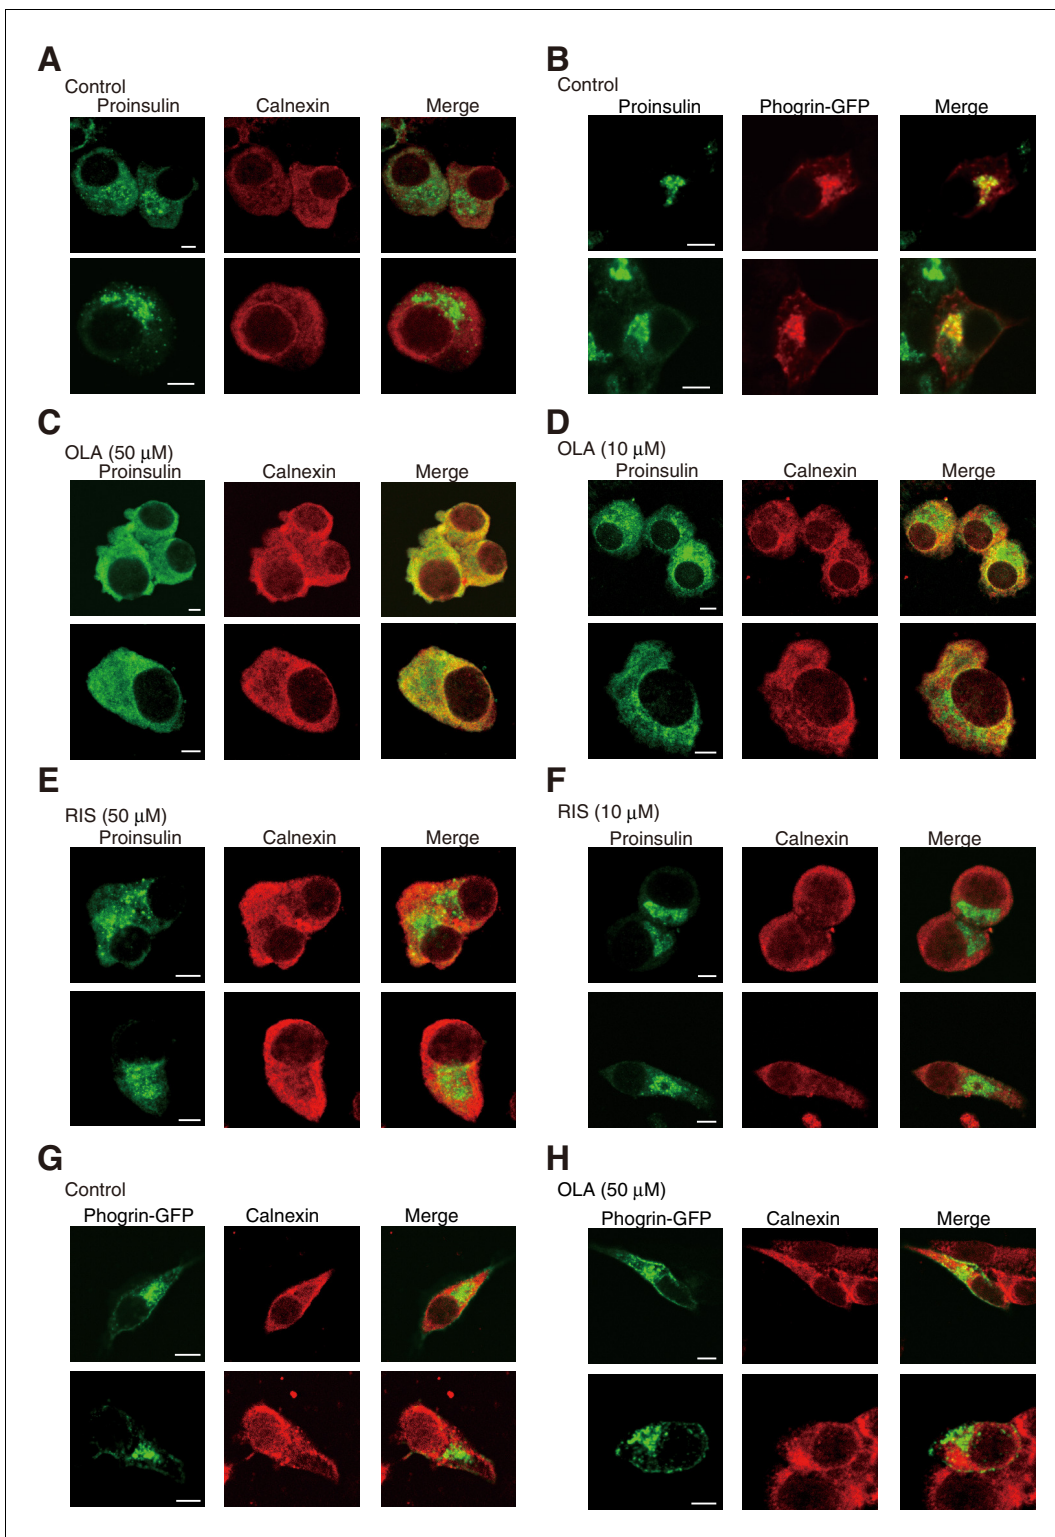 A
Control
Proinsulin Calnexin Merge
B
Control
Proinsulin Phogrin-GFP Merge
C
OLA (50 μM)
Proinsulin Calnexin Merge
D
OLA (10 μM)
Proinsulin Calnexin Merge
E
RIS (50 μM)
Proinsulin Calnexin Merge
F
RIS (10 μM)
Proinsulin Calnexin Merge
G
Control
Phogrin-GFP Calnexin Merge
H
OLA (50 μM)
Phogrin-GFP Calnexin Merge